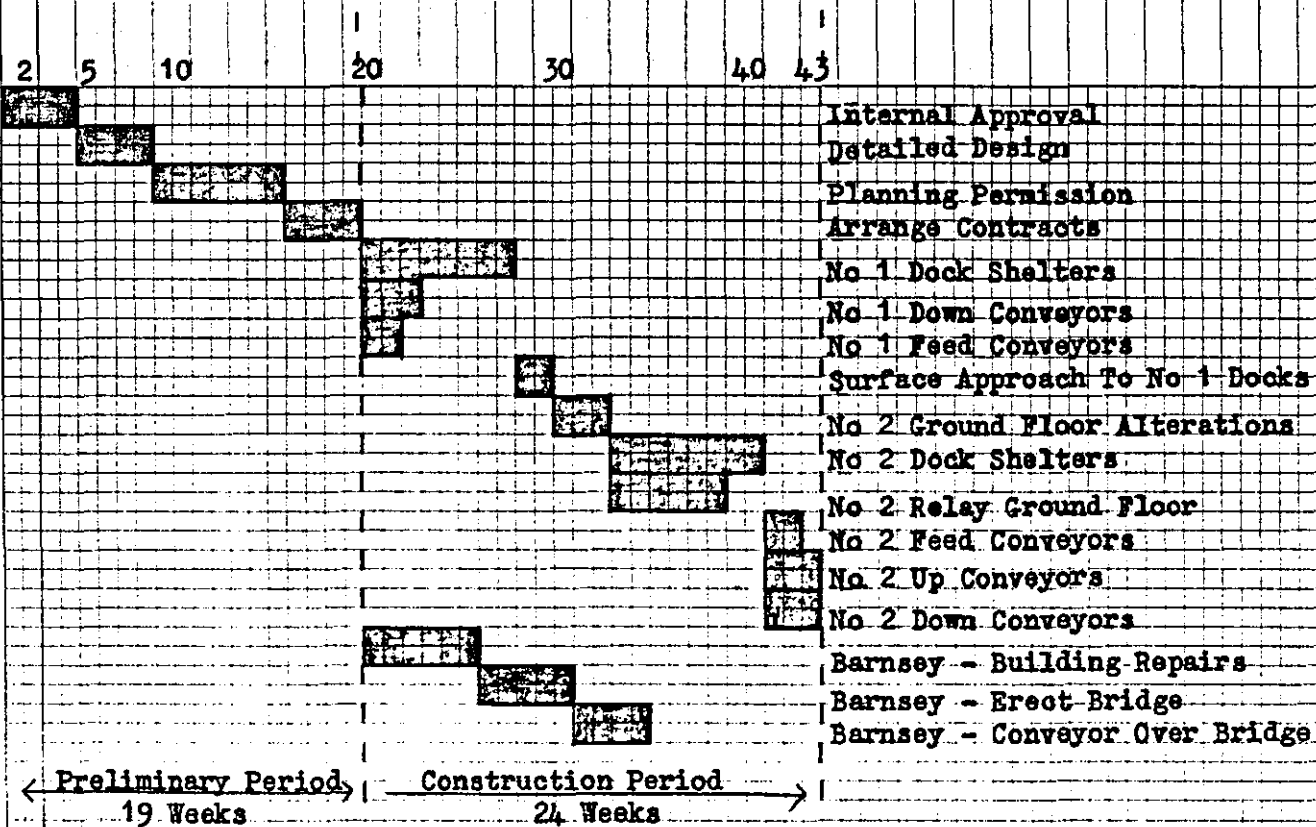 2 5 10 20 30 40 43
Internal Approval
Detailed Design
Planning Permission
Arrange Contracts
No 1 Dock Shelters
No 1 Down Conveyors
No 1 Feed Conveyors
Surface Approach To No 1 Docks
No 2 Ground Floor Alterations
No 2 Dock Shelters
No 2 Relay Ground Floor
No 2 Feed Conveyors
No 2 Up Conveyors
No 2 Down Conveyors
Barnsey - Building Repairs
Barnsey - Erect Bridge
Barnsey - Conveyor Over Bridge
Preliminary Period Construction Period
19 Weeks 24 Weeks